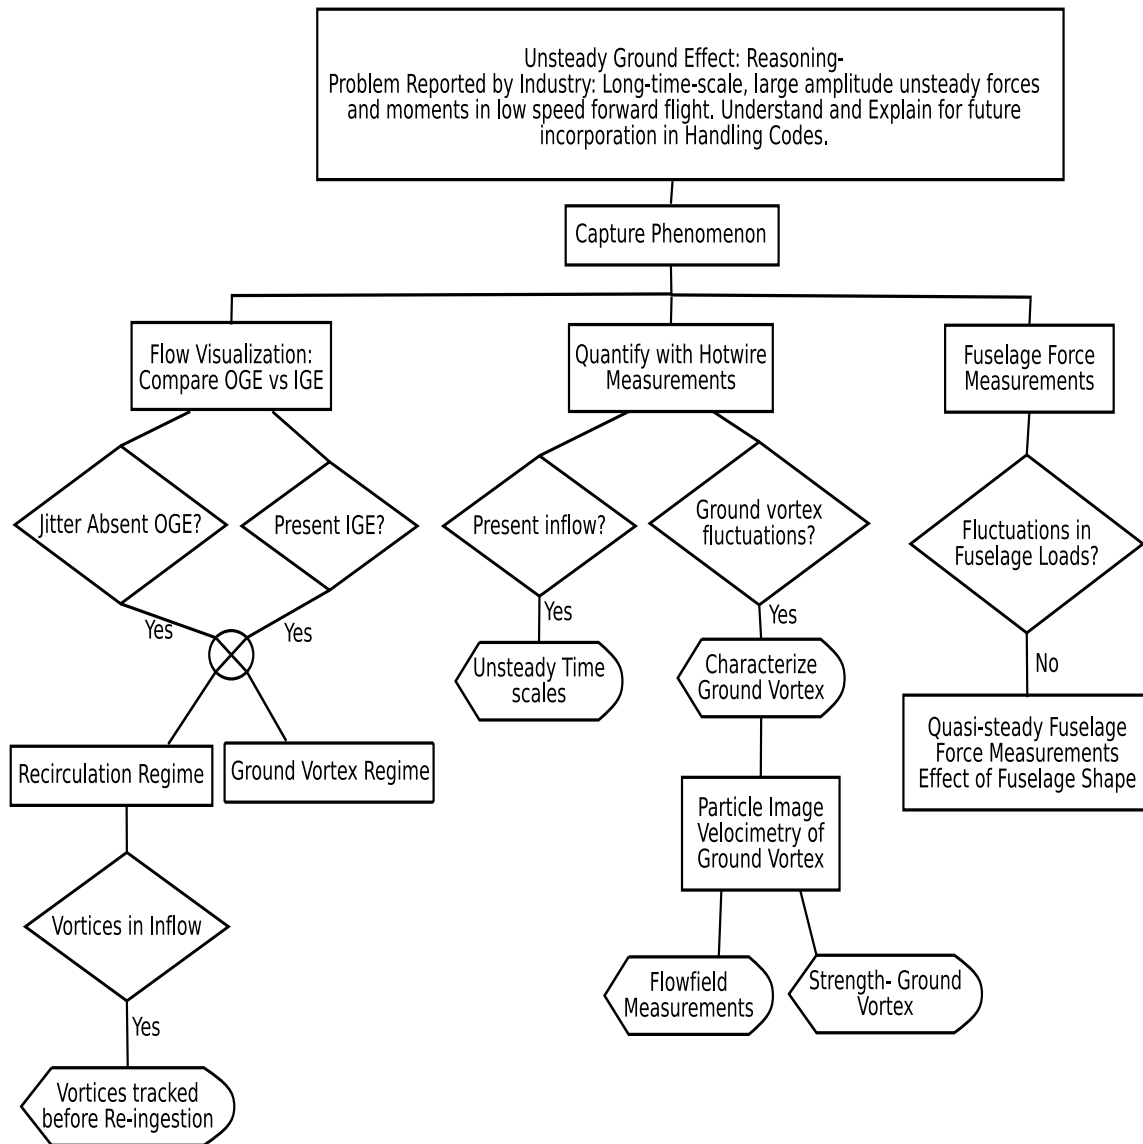 Unsteady Ground Effect: Reasoning-
Problem Reported by Industry: Long-time-scale, large amplitude unsteady forces
and moments in low speed forward flight. Understand and Explain for future
incorporation in Handling Codes.
Capture Phenomenon
Flow Visualization:
Compare OGE vs IGE
Quantify with Hotwire
Measurements
Fuselage Force
Measurements
Jitter Absent OGE?
Present IGE?
Present inflow?
Ground vortex
fluctuations?
Fluctuations in
Fuselage Loads?
Yes
Yes
Yes
Yes
No
Unsteady Time
scales
Characterize
Ground Vortex
Quasi-steady Fuselage
Force Measurements
Effect of Fuselage Shape
Recirculation Regime
Ground Vortex Regime
Particle Image
Velocimetry of
Ground Vortex
Vortices in Inflow
Flowfield
Measurements
Strength- Ground
Vortex
Yes
Vortices tracked
before Re-ingestion